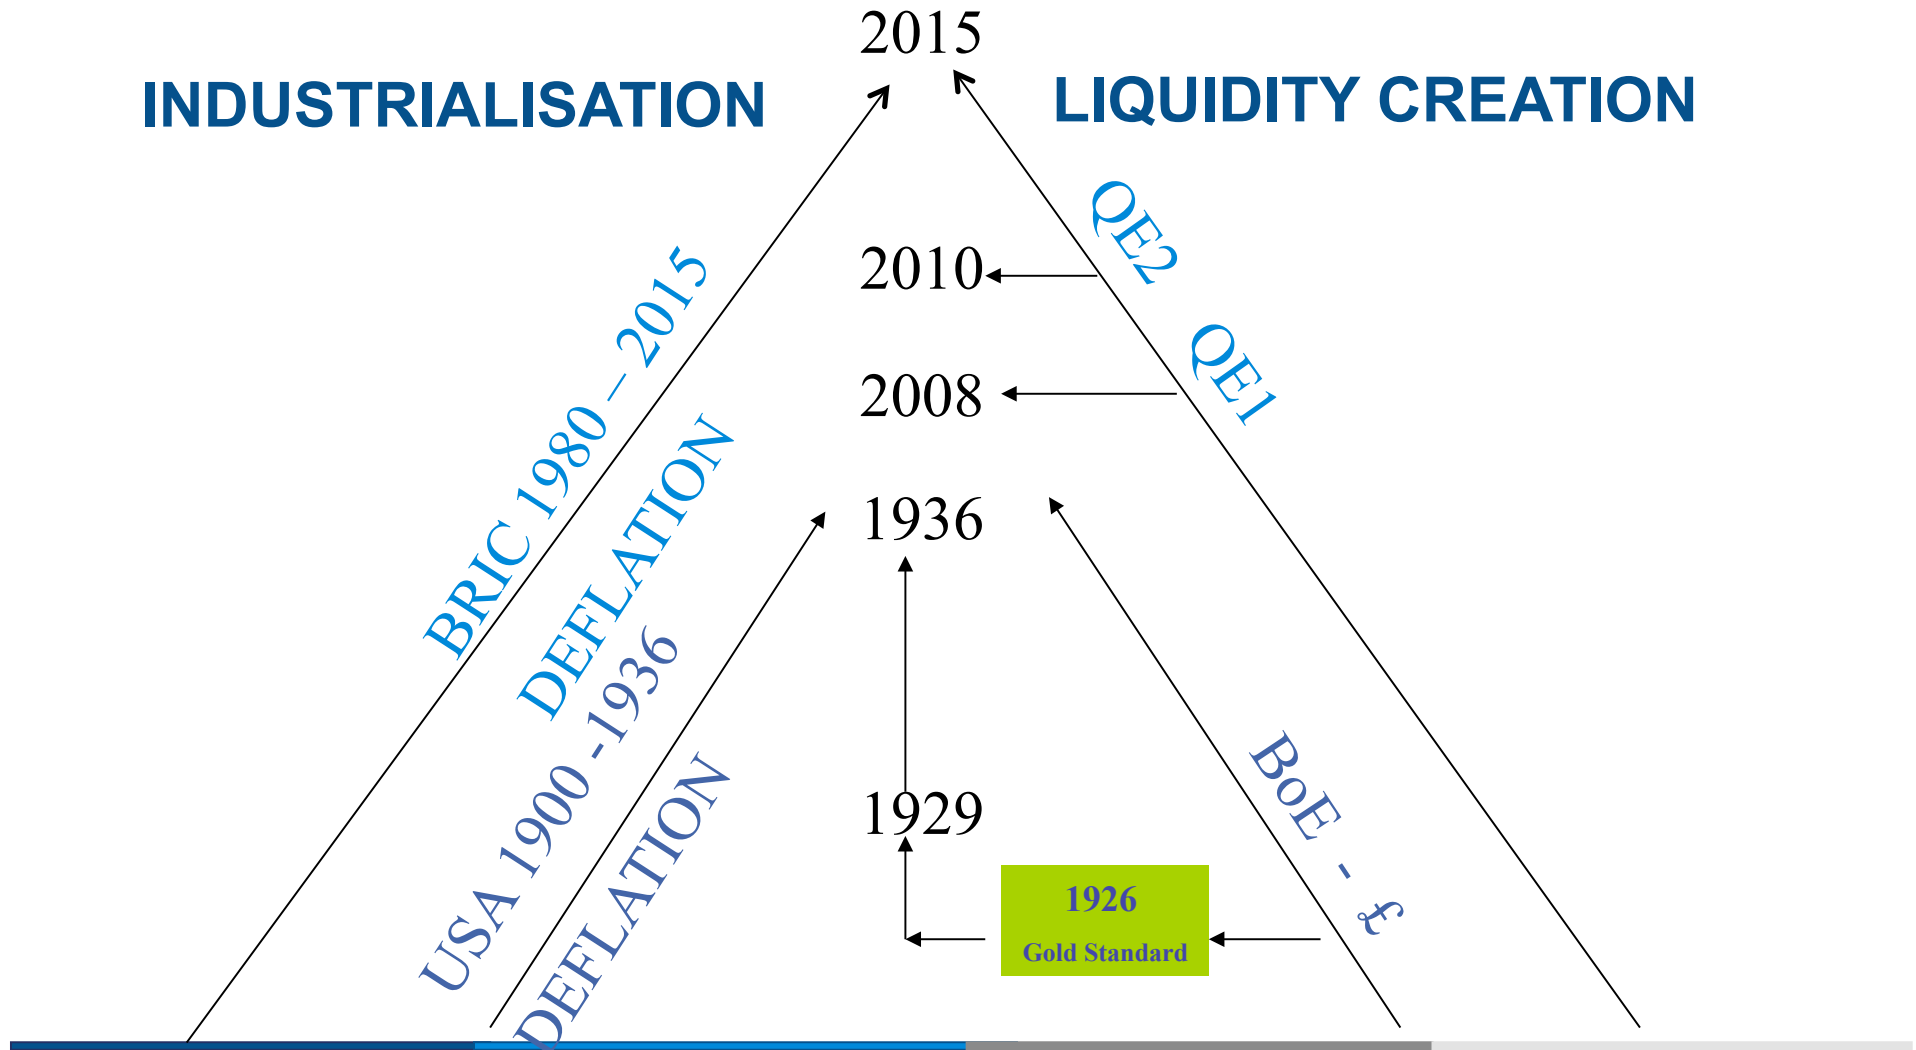 2015
INDUSTRIALISATION
LIQUIDITY CREATION
QE2
2010
BRIC 1980 – 2015
QE1
2008
DEFLATION
1936
USA 1900 -1936
BoE - £
DEFLATION
1929
1926
Gold Standard